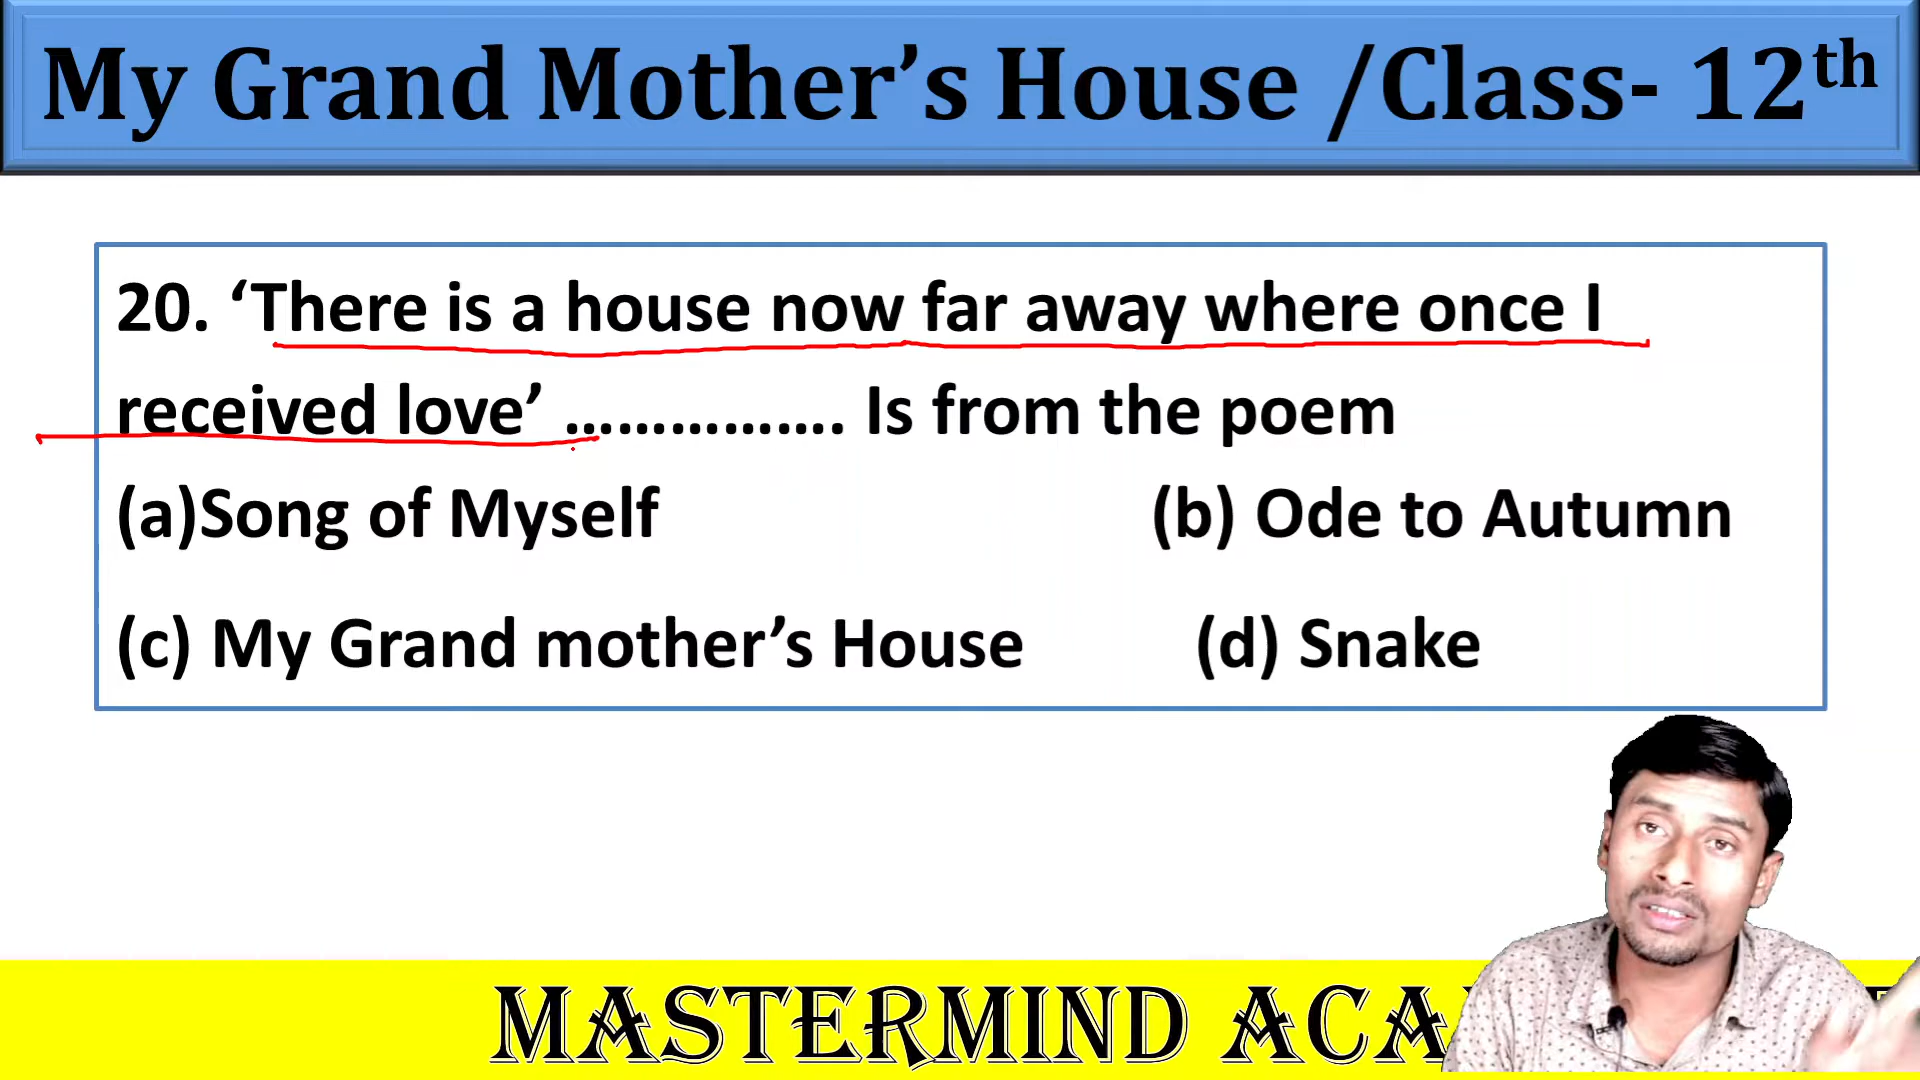 My Grand Mother’s House /Class- 12th
20. ‘There is a house now far away where once I
received love’ ……………. Is from the poem
(a)Song of Myself (b) Ode to Autumn
(c) My Grand mother’s House (d) Snake
MASTERMIND